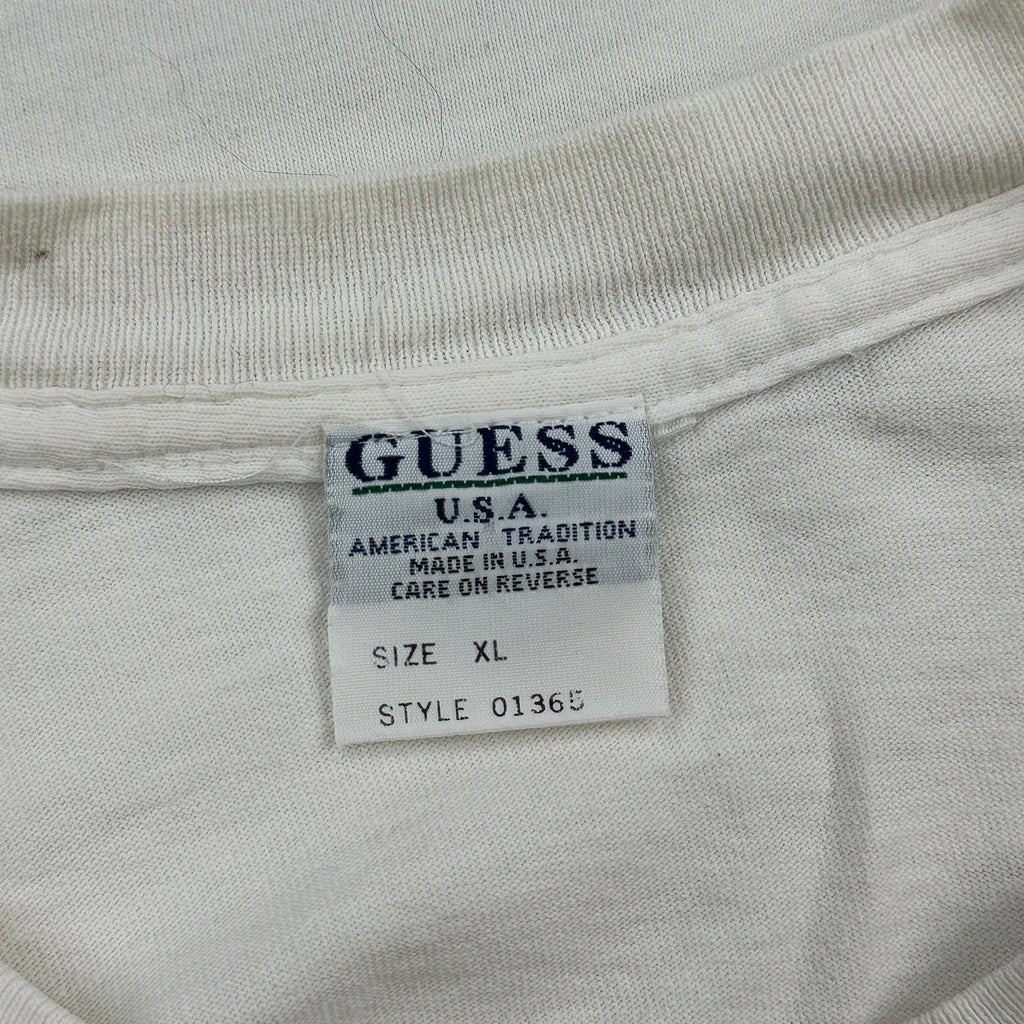 GUESS
U.S.A.
AMERICAN TRADITION
MADE IN U.S.A.
CARE ON REVERSE
SIZE XL
STYLE 01365